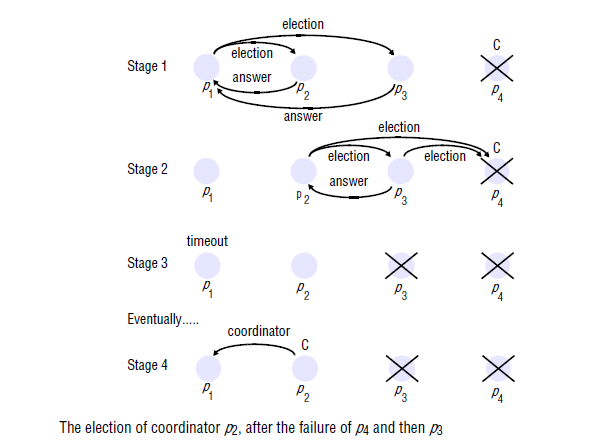 election
C
election
Stage 1
answer
p1
p2
p3
p4
answer
election
C
election
election
Stage 2
answer
p1
p2
p3
p4
timeout
Stage 3
p1
p2
p3
p4
Eventually.....
coordinator
C
Stage 4
p1
p2
p3
p4
The election of coordinator p2, after the failure of p4 and then p3